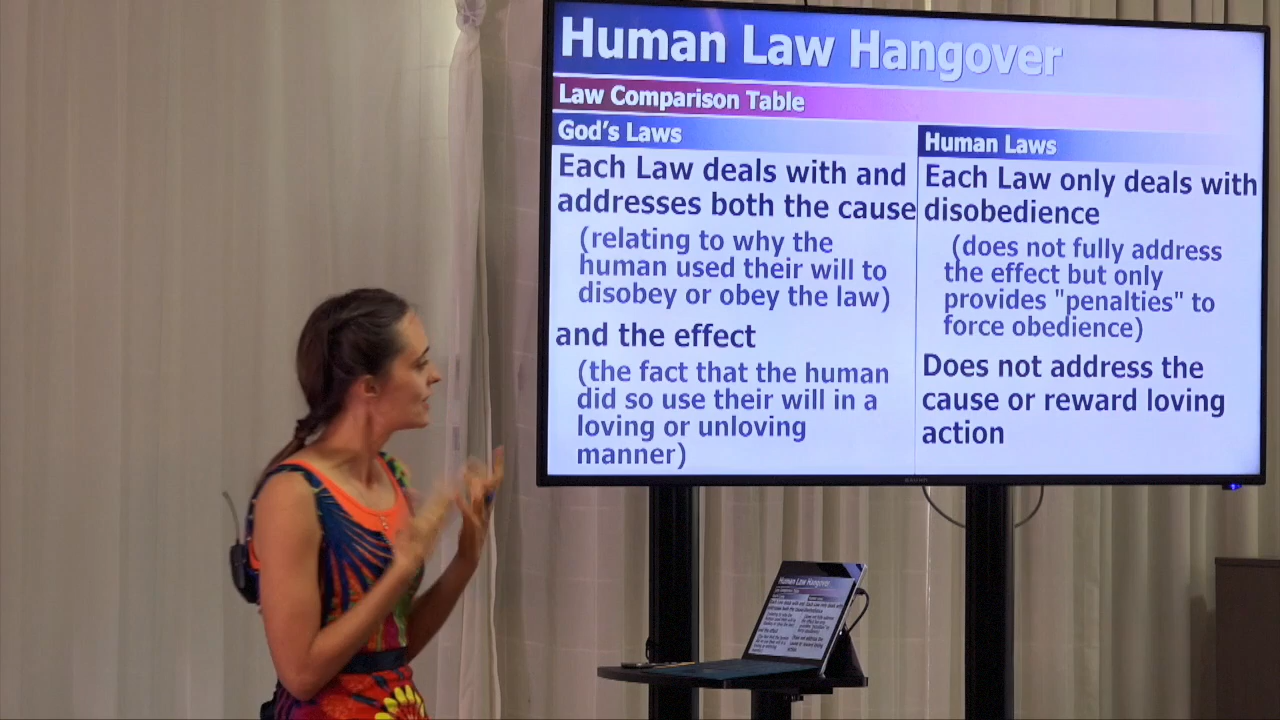 Human Law Hangover
Law Comparison Table
God's Laws
Each Law deals with and
addresses both the cause
(relating to why the
human used their will to
disobey or obey the law)
and the effect
(the fact that the human
did so use their will in a
loving or unloving
manner)
Human Laws
Each Law only deals with
disobedience
(does not fully address
the effect but only
provides "penalties" to
force obedience)
Does not address the
cause or reward loving
action
Human Law Hangover